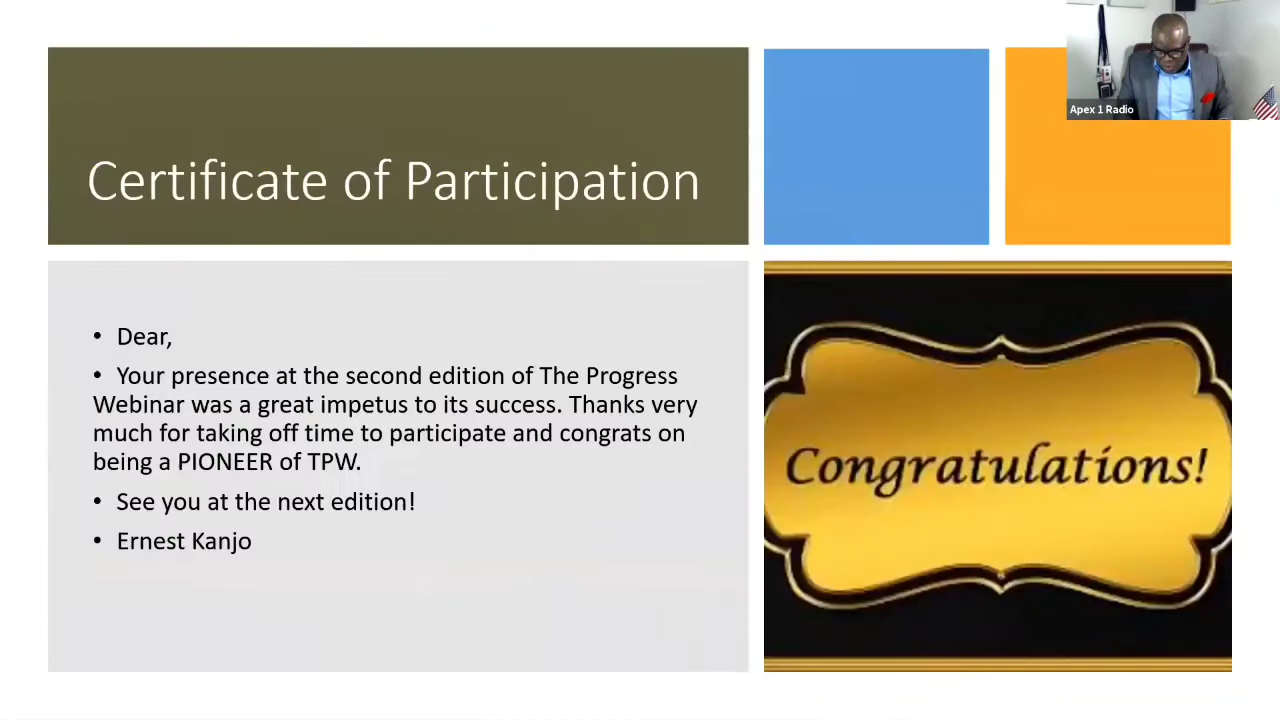 Apex 1 Radio
Certificate of Participation
• Dear,
• Your presence at the second edition of The Progress
Webinar was a great impetus to its success. Thanks very
much for taking off time to participate and congrats on
being a PIONEER of TPW.
• See you at the next edition!
• Ernest Kanjo
Congratulations!